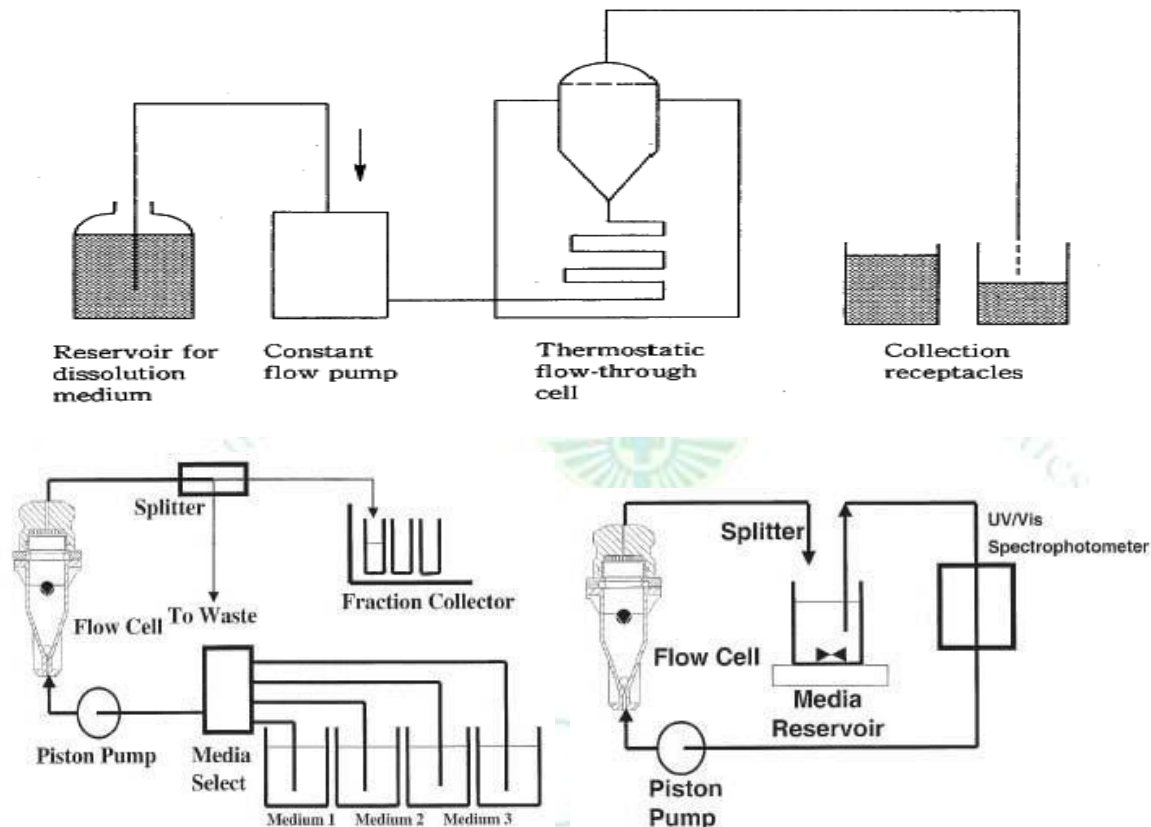 Reservoir for
dissolution
medium
Constant
flow pump
Thermostatic
flow-through
cell
Collection
receptacles
Splitter
To Waste
Flow Cell
Fraction Collector
Piston Pump
Media
Select
Medium 1
Medium 2
Medium 3
Splitter
UV/Vis
Spectrophotometer
Flow Cell
Media
Reservoir
Piston
Pump